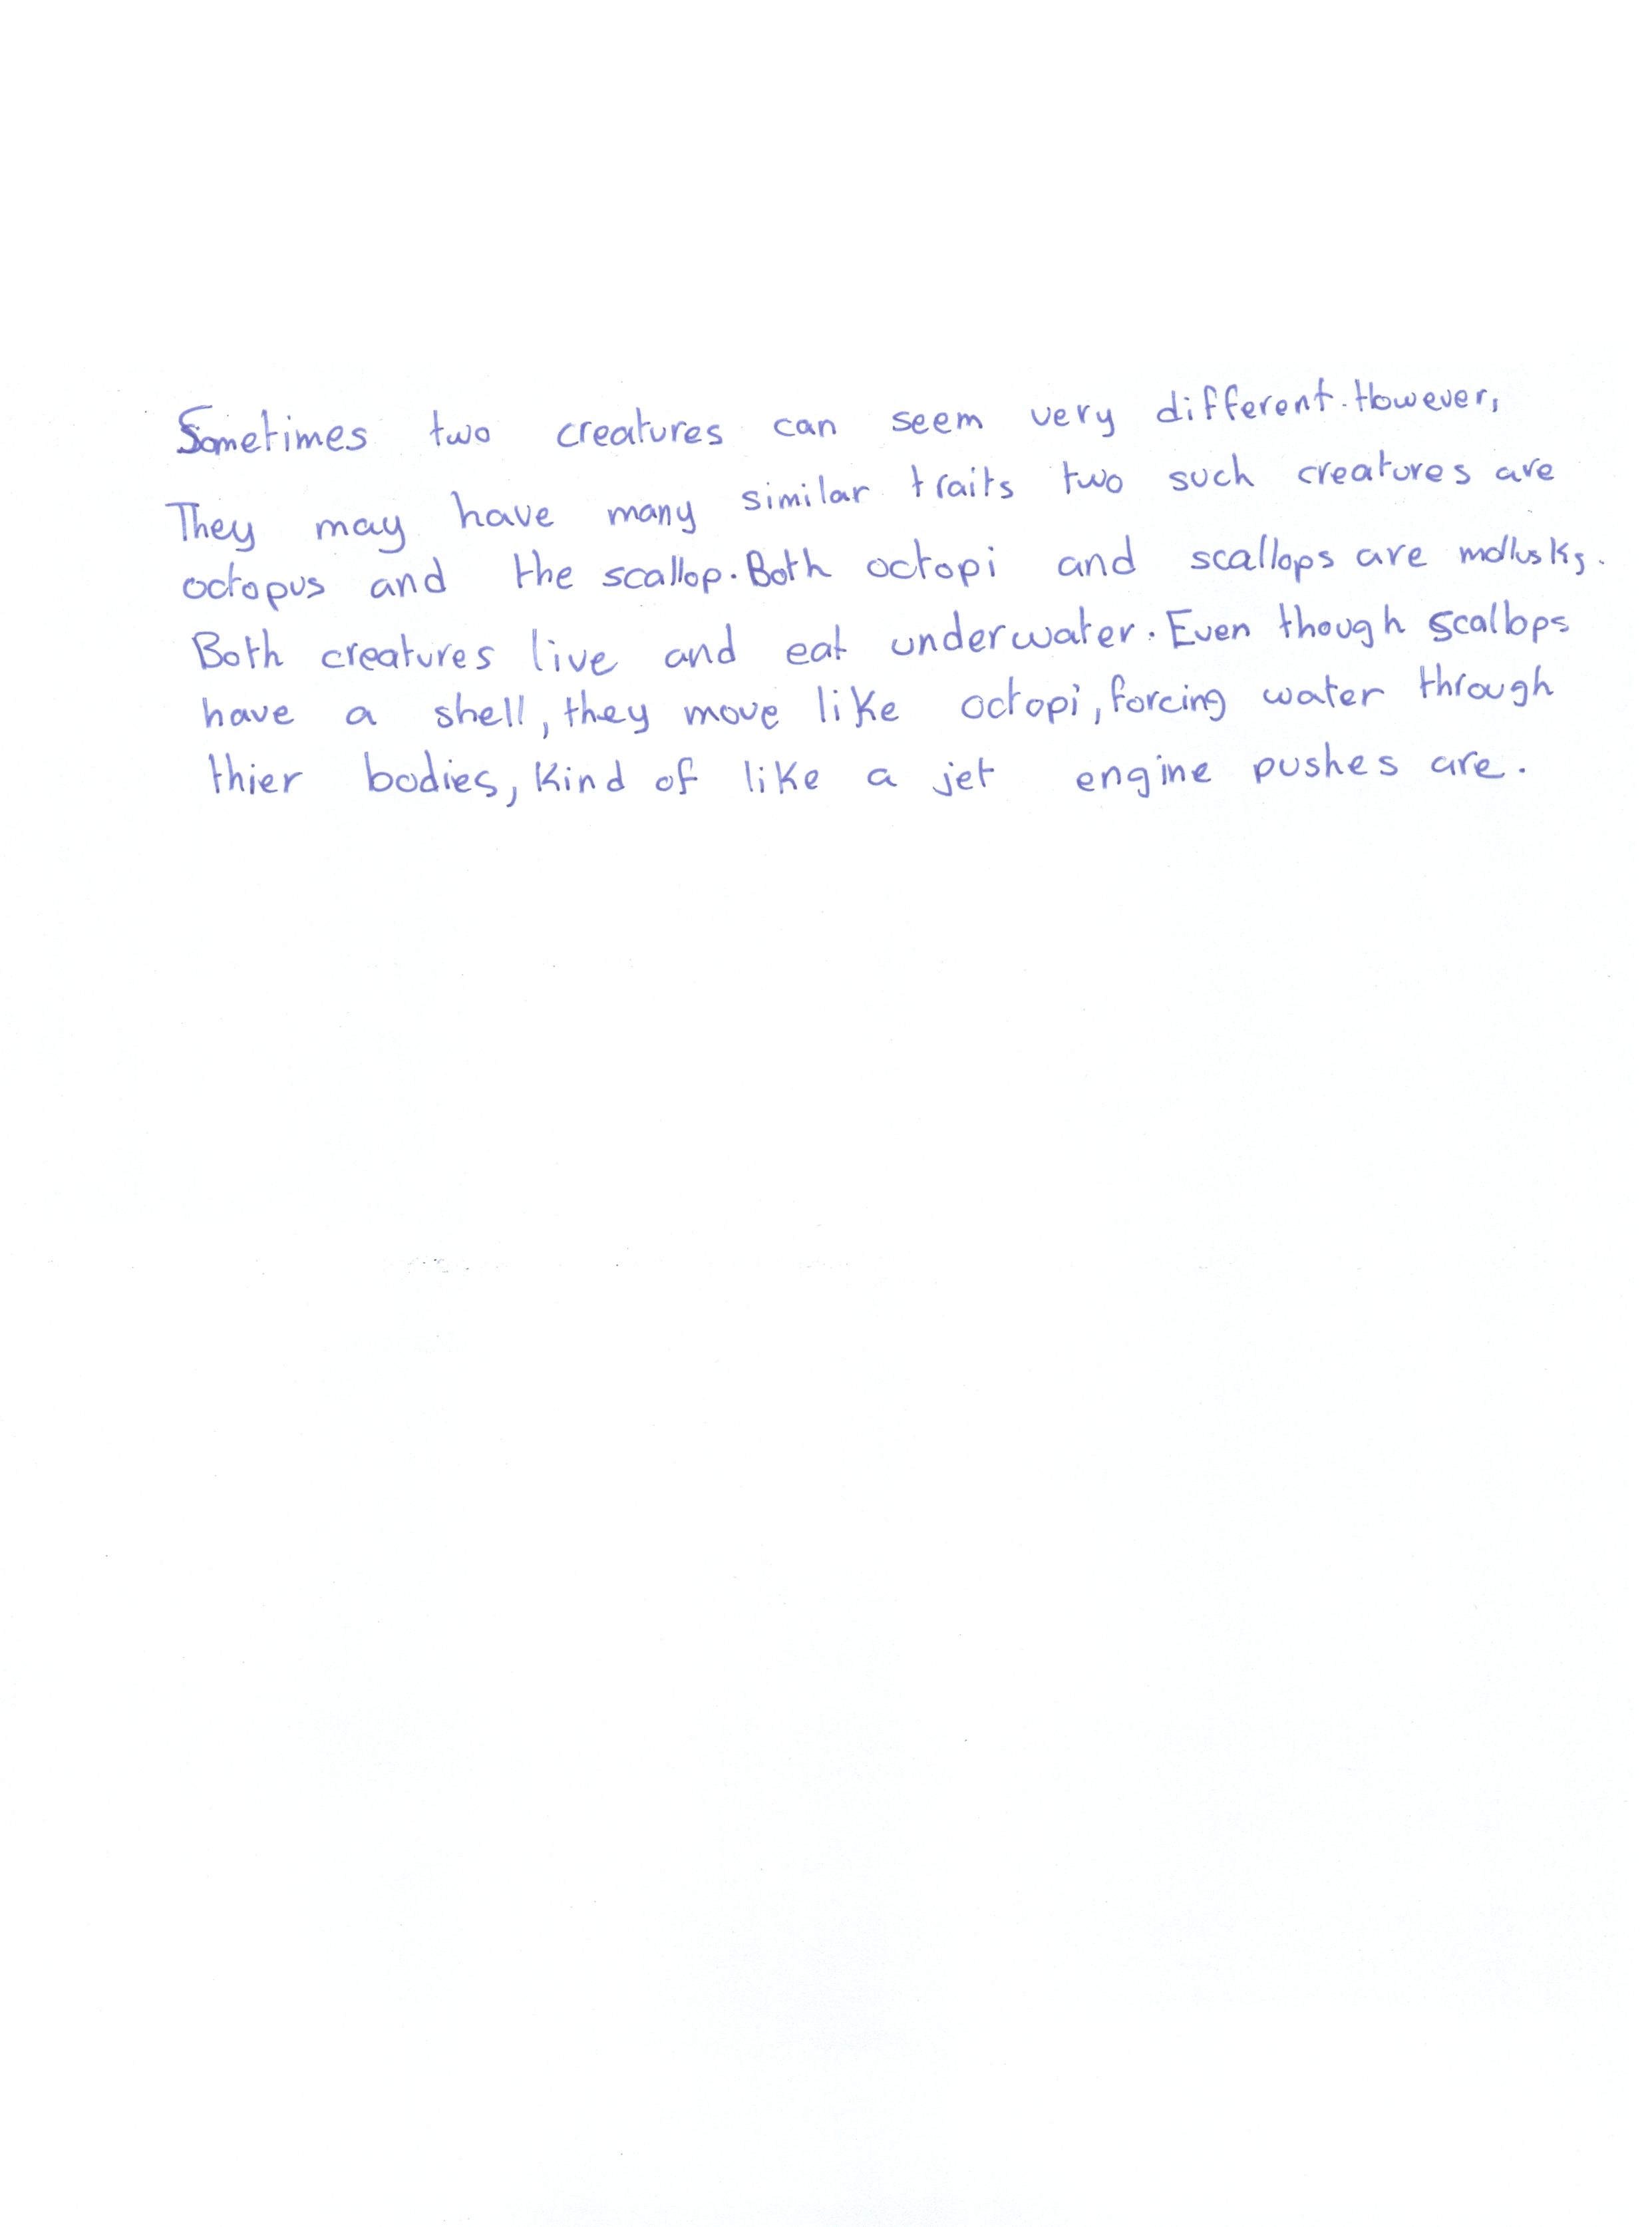 Sometimes two creatures can seem very different. However,
They may have many similar traits two such creatures are
octopus and the scallop. Both octopi and scallops are mollusks.
Both creatures live and eat underwater. Even though scallops
have a shell, they move like octopi, forcing water through
thier bodies, kind of like a jet engine pushes are.